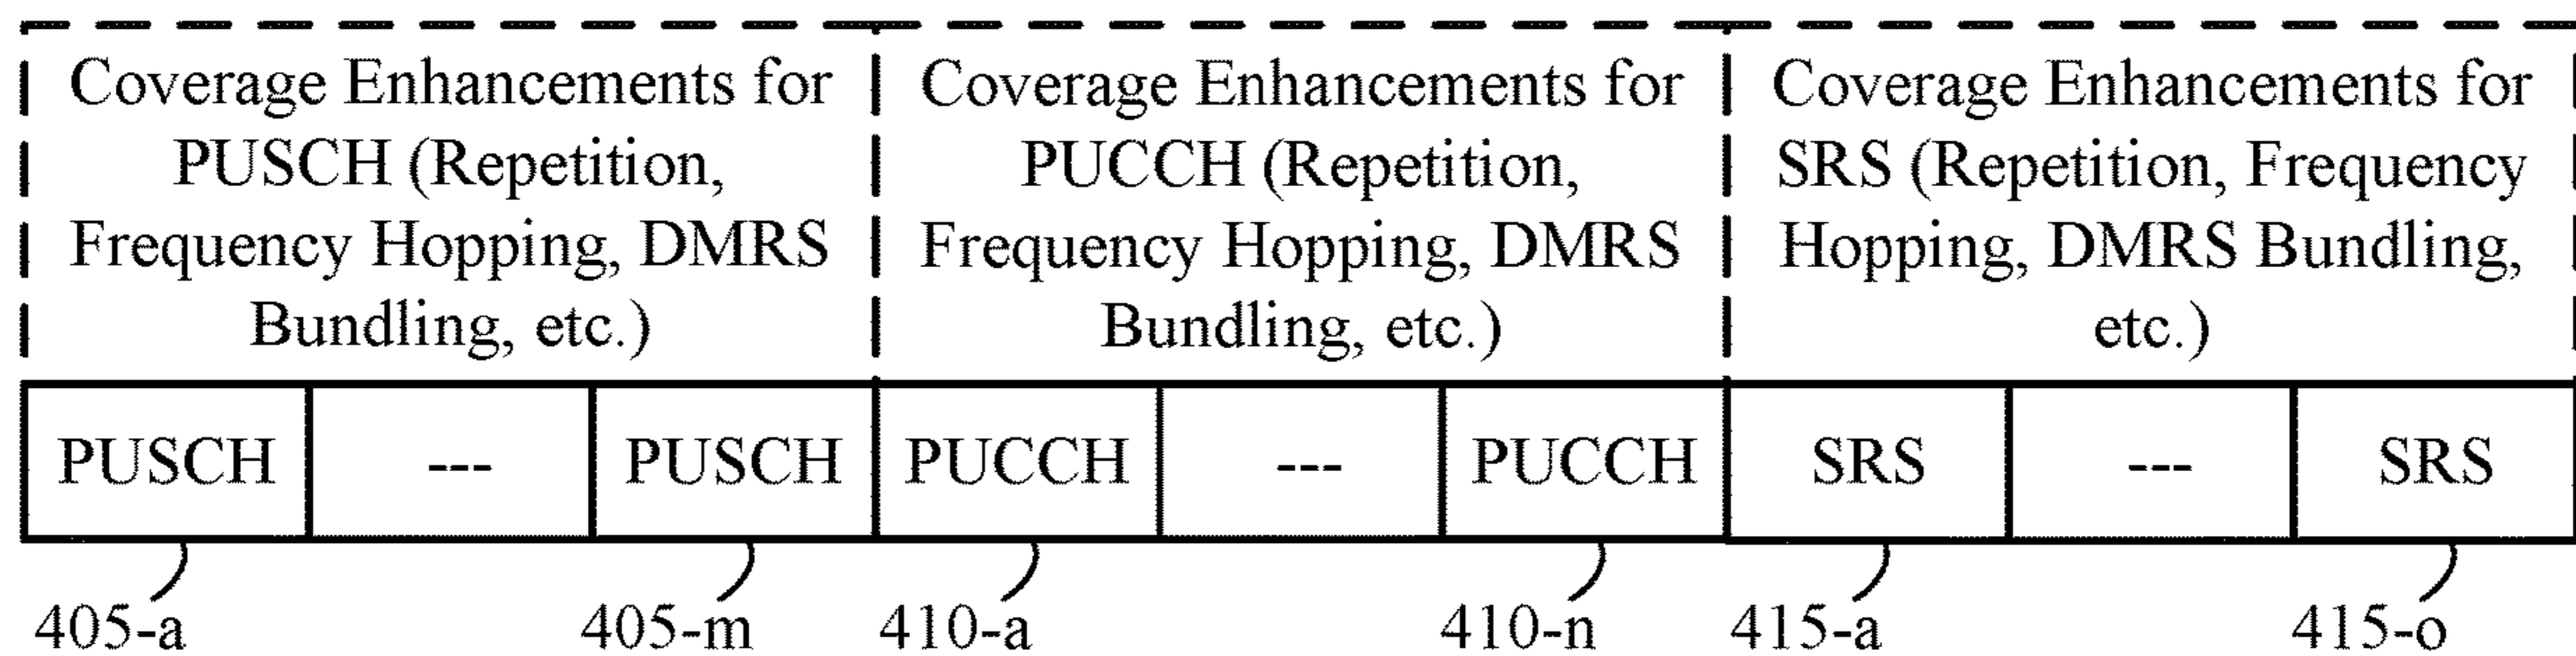 Coverage Enhancements for
PUSCH (Repetition,
Frequency Hopping, DMRS
Bundling, etc.)
Coverage Enhancements for
PUCCH (Repetition,
Frequency Hopping, DMRS
Bundling, etc.)
Coverage Enhancements for
SRS (Repetition, Frequency
Hopping, DMRS Bundling,
etc.)
PUSCH --- PUSCH PUCCH --- PUCCH SRS --- SRS
405-a 405-m 410-a 410-n 415-a 415-o